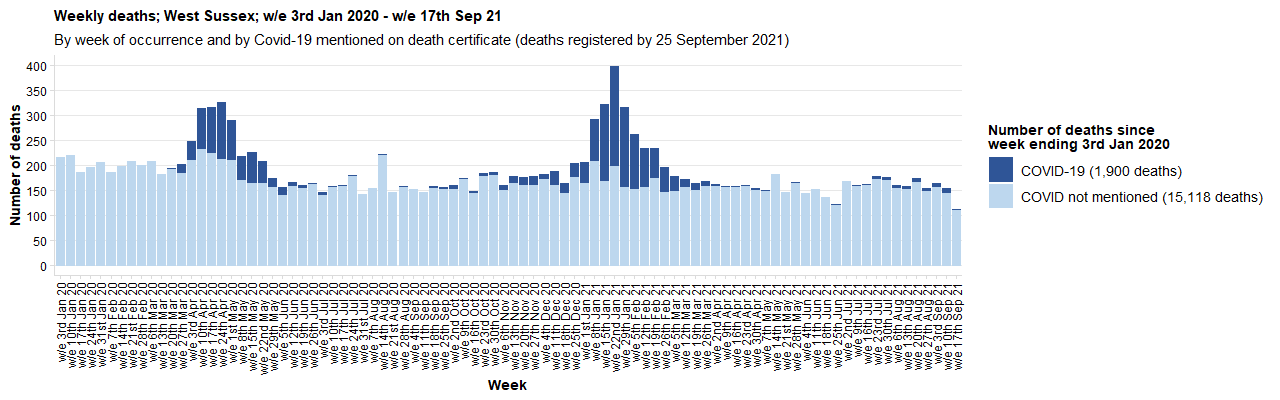 Weekly deaths; West Sussex; w/e 3rd Jan 2020 - w/e 17th Sep 21
By week of occurrence and by Covid-19 mentioned on death certificate (deaths registered by 25 September 2021)
Number of deaths
400
350
300
250
200
150
100
50
0
w/e 3rd Jan 20
w/e 10th Jan 20
w/e 17th Jan 20
w/e 24th Jan 20
w/e 31st Jan 20
w/e 7th Feb 20
w/e 14th Feb 20
w/e 21st Feb 20
w/e 28th Feb 20
w/e 6th Mar 20
w/e 13th Mar 20
w/e 20th Mar 20
w/e 27th Mar 20
w/e 3rd Apr 20
w/e 10th Apr 20
w/e 17th Apr 20
w/e 24th Apr 20
w/e 1st May 20
w/e 8th May 20
w/e 15th May 20
w/e 22nd May 20
w/e 29th May 20
w/e 5th Jun 20
w/e 12th Jun 20
w/e 19th Jun 20
w/e 26th Jun 20
w/e 3rd Jul 20
w/e 10th Jul 20
w/e 17th Jul 20
w/e 24th Jul 20
w/e 31st Jul 20
w/e 7th Aug 20
w/e 14th Aug 20
w/e 21st Aug 20
w/e 28th Aug 20
w/e 4th Sep 20
w/e 11th Sep 20
w/e 18th Sep 20
w/e 25th Sep 20
w/e 2nd Oct 20
w/e 9th Oct 20
w/e 16th Oct 20
w/e 23rd Oct 20
w/e 30th Oct 20
w/e 6th Nov 20
w/e 13th Nov 20
w/e 20th Nov 20
w/e 27th Nov 20
w/e 4th Dec 20
w/e 11th Dec 20
w/e 18th Dec 20
w/e 25th Dec 20
w/e 1st Jan 21
w/e 8th Jan 21
w/e 15th Jan 21
w/e 22nd Jan 21
w/e 29th Jan 21
w/e 5th Feb 21
w/e 12th Feb 21
w/e 19th Feb 21
w/e 26th Feb 21
w/e 5th Mar 21
w/e 12th Mar 21
w/e 19th Mar 21
w/e 26th Mar 21
w/e 2nd Apr 21
w/e 9th Apr 21
w/e 16th Apr 21
w/e 23rd Apr 21
w/e 30th Apr 21
w/e 7th May 21
w/e 14th May 21
w/e 21st May 21
w/e 28th May 21
w/e 4th Jun 21
w/e 11th Jun 21
w/e 18th Jun 21
w/e 25th Jun 21
w/e 2nd Jul 21
w/e 9th Jul 21
w/e 16th Jul 21
w/e 23rd Jul 21
w/e 30th Jul 21
w/e 6th Aug 21
w/e 13th Aug 21
w/e 20th Aug 21
w/e 27th Aug 21
w/e 3rd Sep 21
w/e 10th Sep 21
w/e 17th Sep 21
Week
Number of deaths since
week ending 3rd Jan 2020
COVID-19 (1,900 deaths)
COVID not mentioned (15,118 deaths)